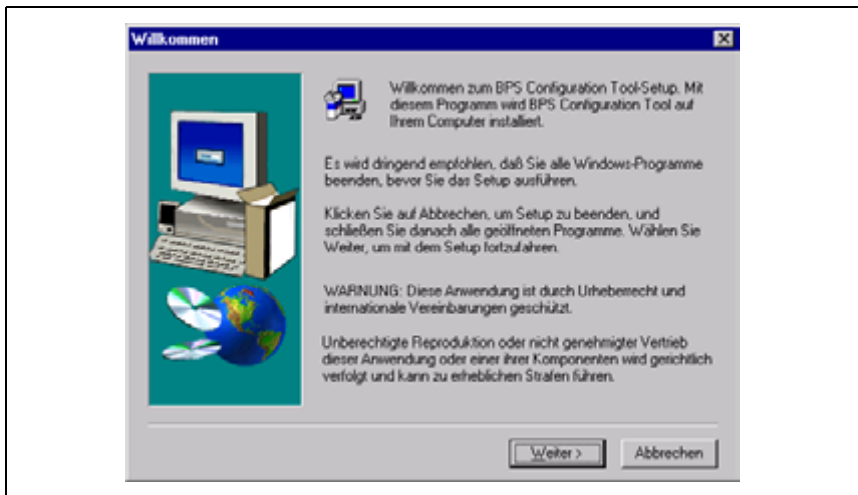 Willkommen
Willkommen zum BPS Configuration Tool-Setup. Mit
diesem Programm wird BPS Configuration Tool auf
Ihrem Computer installiert.
Es wird dringend empfohlen, daß Sie alle Windows-Programme
beenden, bevor Sie das Setup ausführen.
Klicken Sie auf Abbrechen, um Setup zu beenden, und
schließen Sie danach alle geöffneten Programme. Wählen Sie
Weiter, um mit dem Setup fortzufahren.
WARNUNG: Diese Anwendung ist durch Urheberrecht und
internationale Vereinbarungen geschützt.
Unberechtigte Reproduktion oder nicht genehmigter Vertrieb
dieser Anwendung oder einer ihrer Komponenten wird gerichtlich
verfolgt und kann zu erheblichen Strafen führen.
Weiter >
Abbrechen